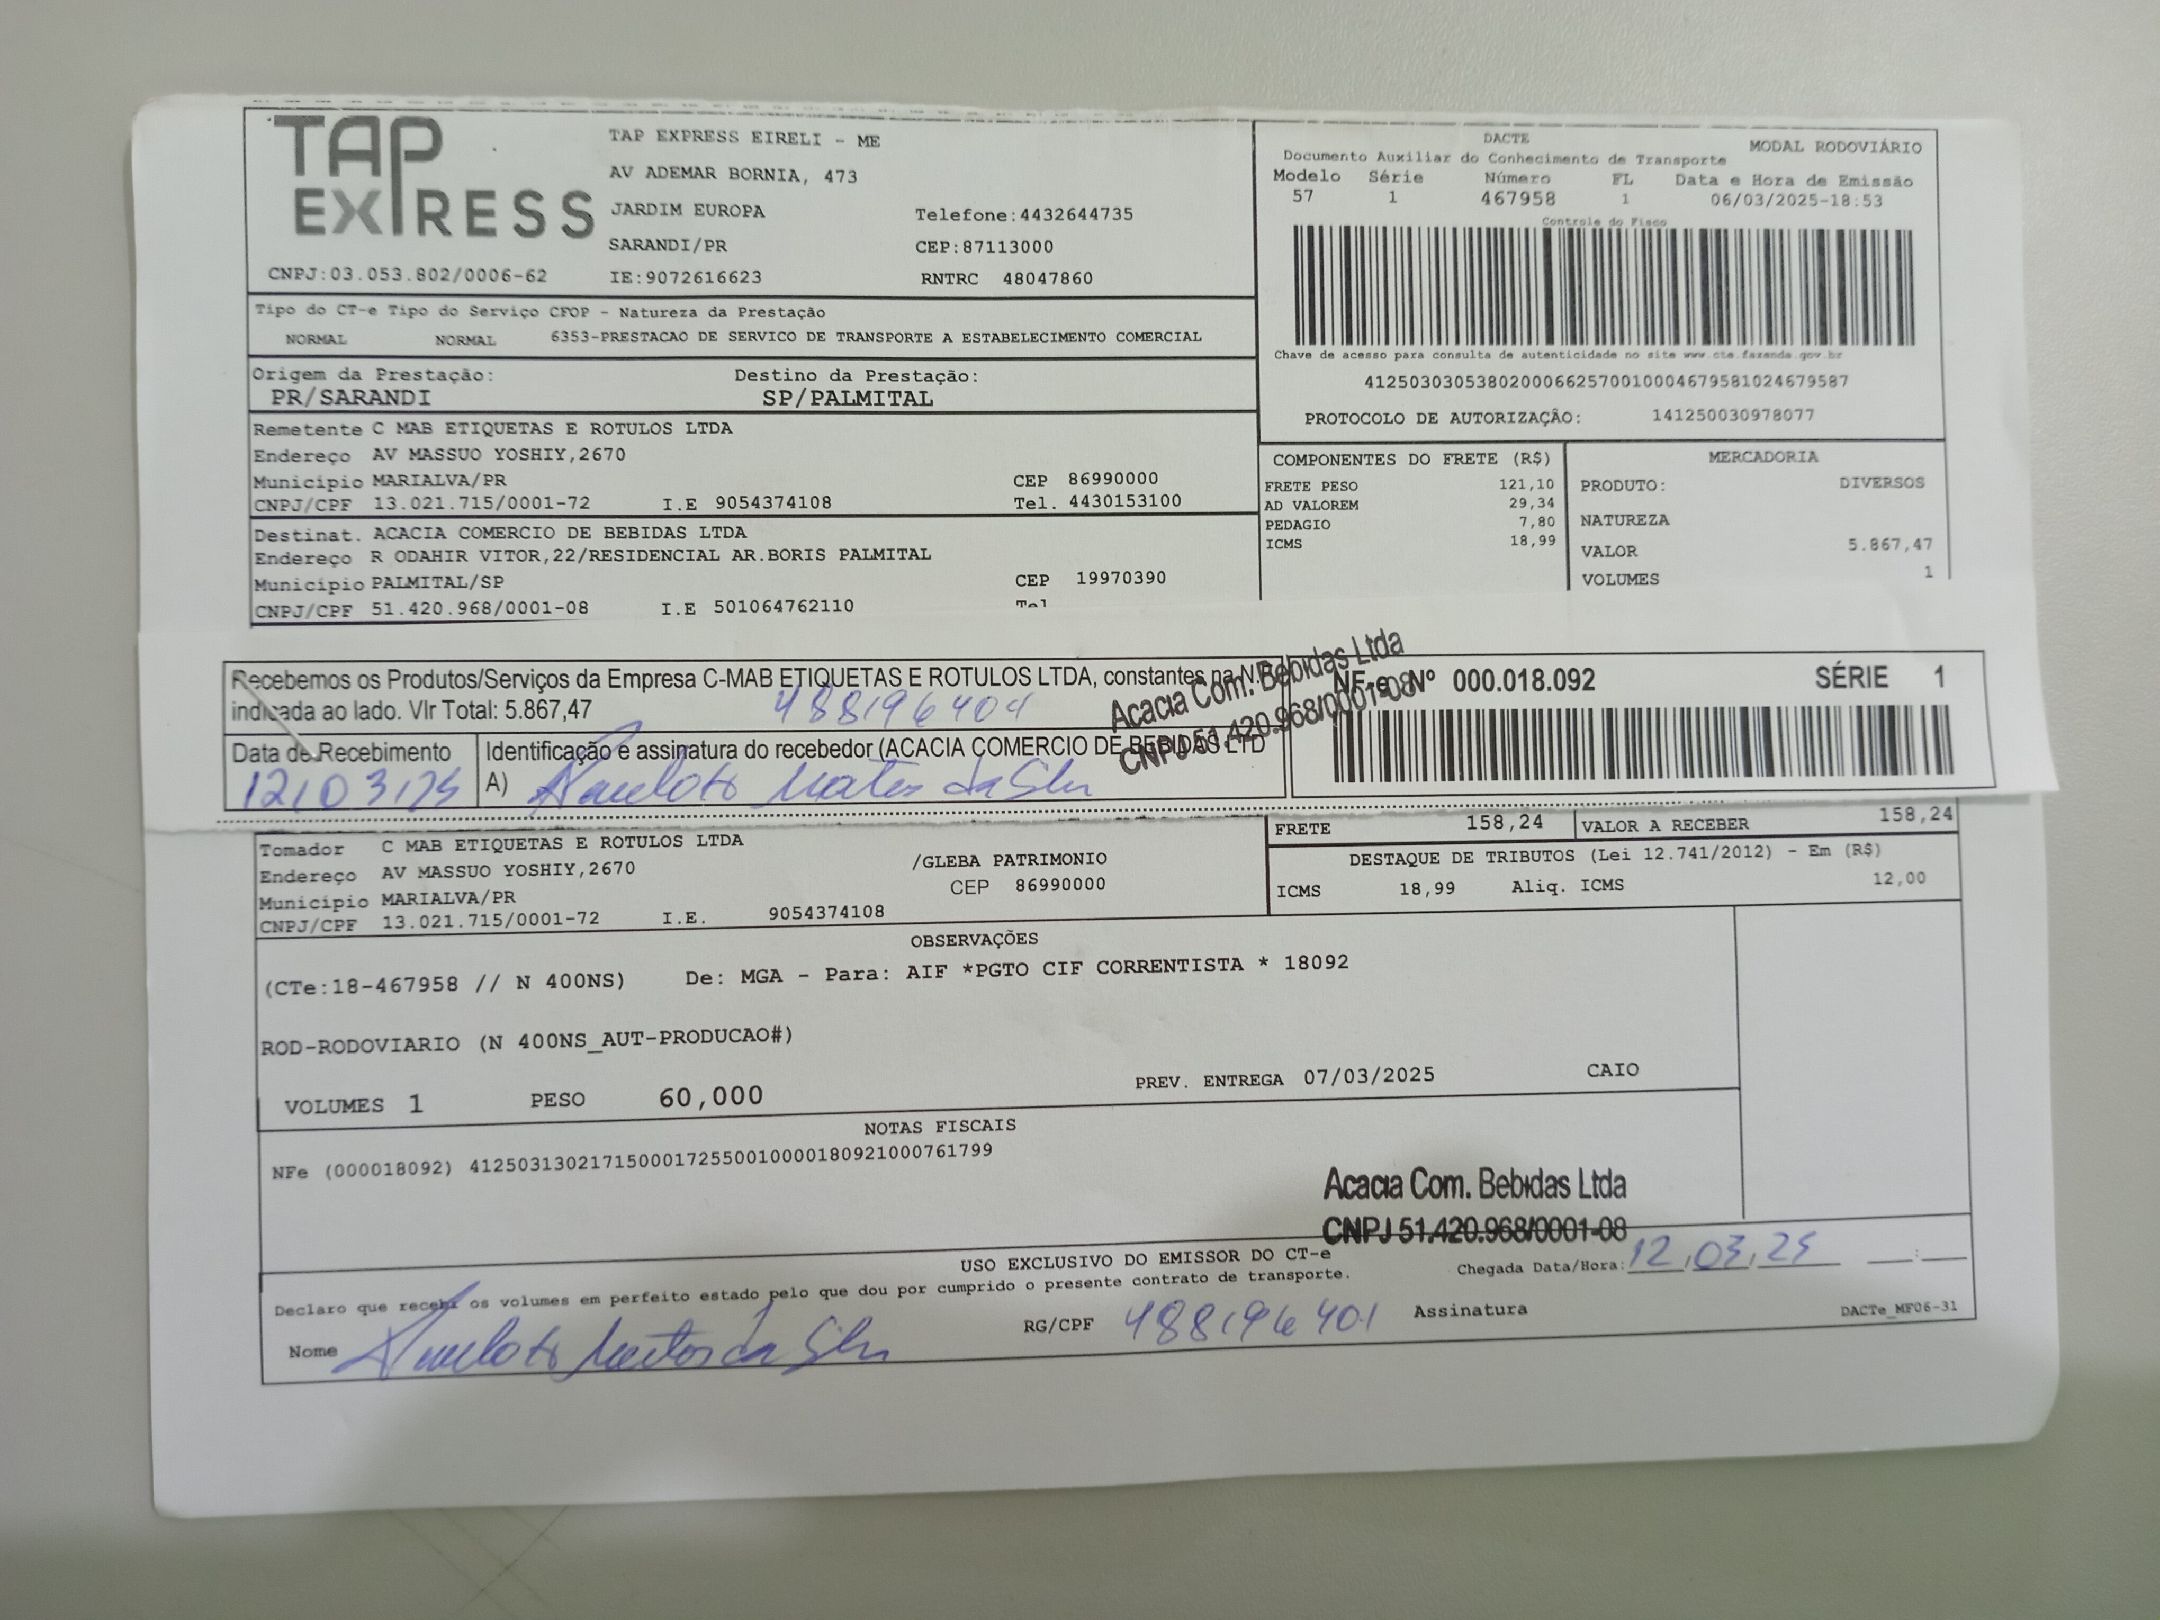 TAP EXPRESS
TAP EXPRESS EIRELI - ME
AV ADEMAR BORNIA, 473
JARDIM EUROPA Telefone:4432644735
SARANDI/PR CEP:87113000
CNPJ:03.053.802/0006-62 IE:9072616623 RNTRC 48047860
DACTE MODAL RODOVIÁRIO
Documento Auxiliar do Conhecimento de Transporte
Modelo Série Número FL Data e Hora de Emissão
57 1 467958 1 06/03/2025-18:53
Controle do Fisco
Chave de acesso para consulta de autenticidade no site www.cte.fazenda.gov.br
41250303053802000662570010004679581024679587
PROTOCOLO DE AUTORIZAÇÃO: 141250030978077
Tipo do CT-e Tipo do Serviço CFOP - Natureza da Prestação
NORMAL NORMAL 6353-PRESTACAO DE SERVICO DE TRANSPORTE A ESTABELECIMENTO COMERCIAL
Origem da Prestação: Destino da Prestação:
PR/SARANDI SP/PALMITAL
Remetente C MAB ETIQUETAS E ROTULOS LTDA
Endereço AV MASSUO YOSHIY,2670
Município MARIALVA/PR CEP 86990000
CNPJ/CPF 13.021.715/0001-72 I.E 9054374108 Tel. 4430153100
Destinat. ACACIA COMERCIO DE BEBIDAS LTDA
Endereço R ODAHIR VITOR,22/RESIDENCIAL AR.BORIS PALMITAL
Município PALMITAL/SP CEP 19970390
CNPJ/CPF 51.420.968/0001-08 I.E 501064762110 Tel
COMPONENTES DO FRETE (R$)
FRETE PESO 121,10
AD VALOREM 29,34
PEDAGIO 7,80
ICMS 18,99
MERCADORIA
PRODUTO: DIVERSOS
NATUREZA
VALOR 5.867,47
VOLUMES 1
Recebemos os Produtos/Serviços da Empresa C-MAB ETIQUETAS E ROTULOS LTDA, constantes na N.
indicada ao lado. Vlr Total: 5.867,47 488196401
Acacia Com. Bebidas Ltda
CNPJ 51.420.968/0001-08
NF-e Nº 000.018.092 SÉRIE 1
Data de Recebimento Identificação e assinatura do recebedor (ACACIA COMERCIO DE BEBIDAS LTD
12/03/25 A) Matos da Silva
Tomador C MAB ETIQUETAS E ROTULOS LTDA
Endereço AV MASSUO YOSHIY,2670 /GLEBA PATRIMONIO
Município MARIALVA/PR CEP 86990000
CNPJ/CPF 13.021.715/0001-72 I.E. 9054374108
FRETE 158,24 VALOR A RECEBER 158,24
DESTAQUE DE TRIBUTOS (Lei 12.741/2012) - Em (R$)
ICMS 18,99 Aliq. ICMS 12,00
OBSERVAÇÕES
(CTe:18-467958 // N 400NS) De: MGA - Para: AIF *PGTO CIF CORRENTISTA * 18092
ROD-RODOVIARIO (N 400NS_AUT-PRODUCAO#)
VOLUMES 1 PESO 60,000 PREV. ENTREGA 07/03/2025 CAIO
NOTAS FISCAIS
NFe (000018092) 41250313021715000172550010000180921000761799
Acacia Com. Bebidas Ltda
CNPJ 51.420.968/0001-08
USO EXCLUSIVO DO EMISSOR DO CT-e
Chegada Data/Hora: 12,03,25 :
Declaro que recebi os volumes em perfeito estado pelo que dou por cumprido o presente contrato de transporte.
Nome Matos da Silva RG/CPF 488196401 Assinatura DACTe_MF06-31